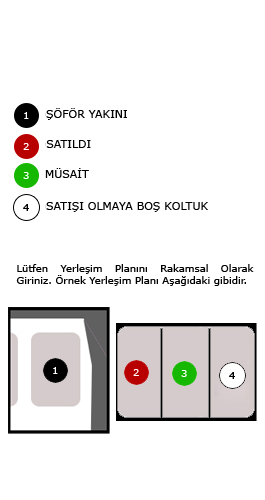 1 ŞÖFÖR YAKINI
2 SATILDI
3 MÜSAİT
4 SATIŞI OLMAYA BOŞ KOLTUK
Lütfen Yerleşim Planını Rakamsal Olarak
Giriniz. Örnek Yerleşim Planı Aşağıdaki gibidir.
1
2 3 4